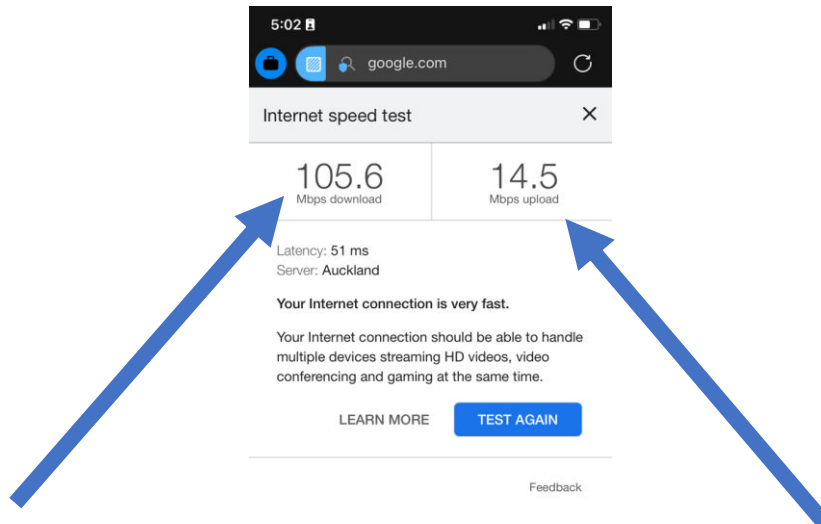 5:02
google.com
Internet speed test
105.6
Mbps download
14.5
Mbps upload
Latency: 51 ms
Server: Auckland
Your Internet connection is very fast.
Your Internet connection should be able to handle
multiple devices streaming HD videos, video
conferencing and gaming at the same time.
LEARN MORE
TEST AGAIN
Feedback